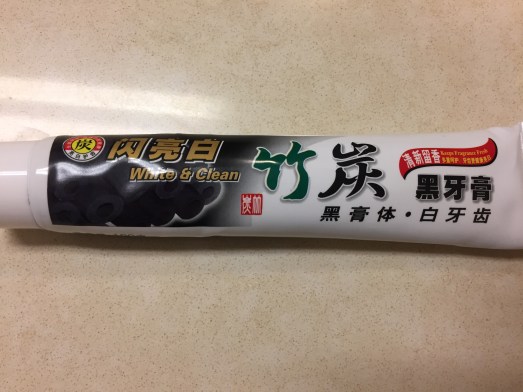 炭
闪亮白
White & Clean
竹炭
清新留香
Keeps Fragrance Fresh
黑牙膏
黑膏体·白牙齿